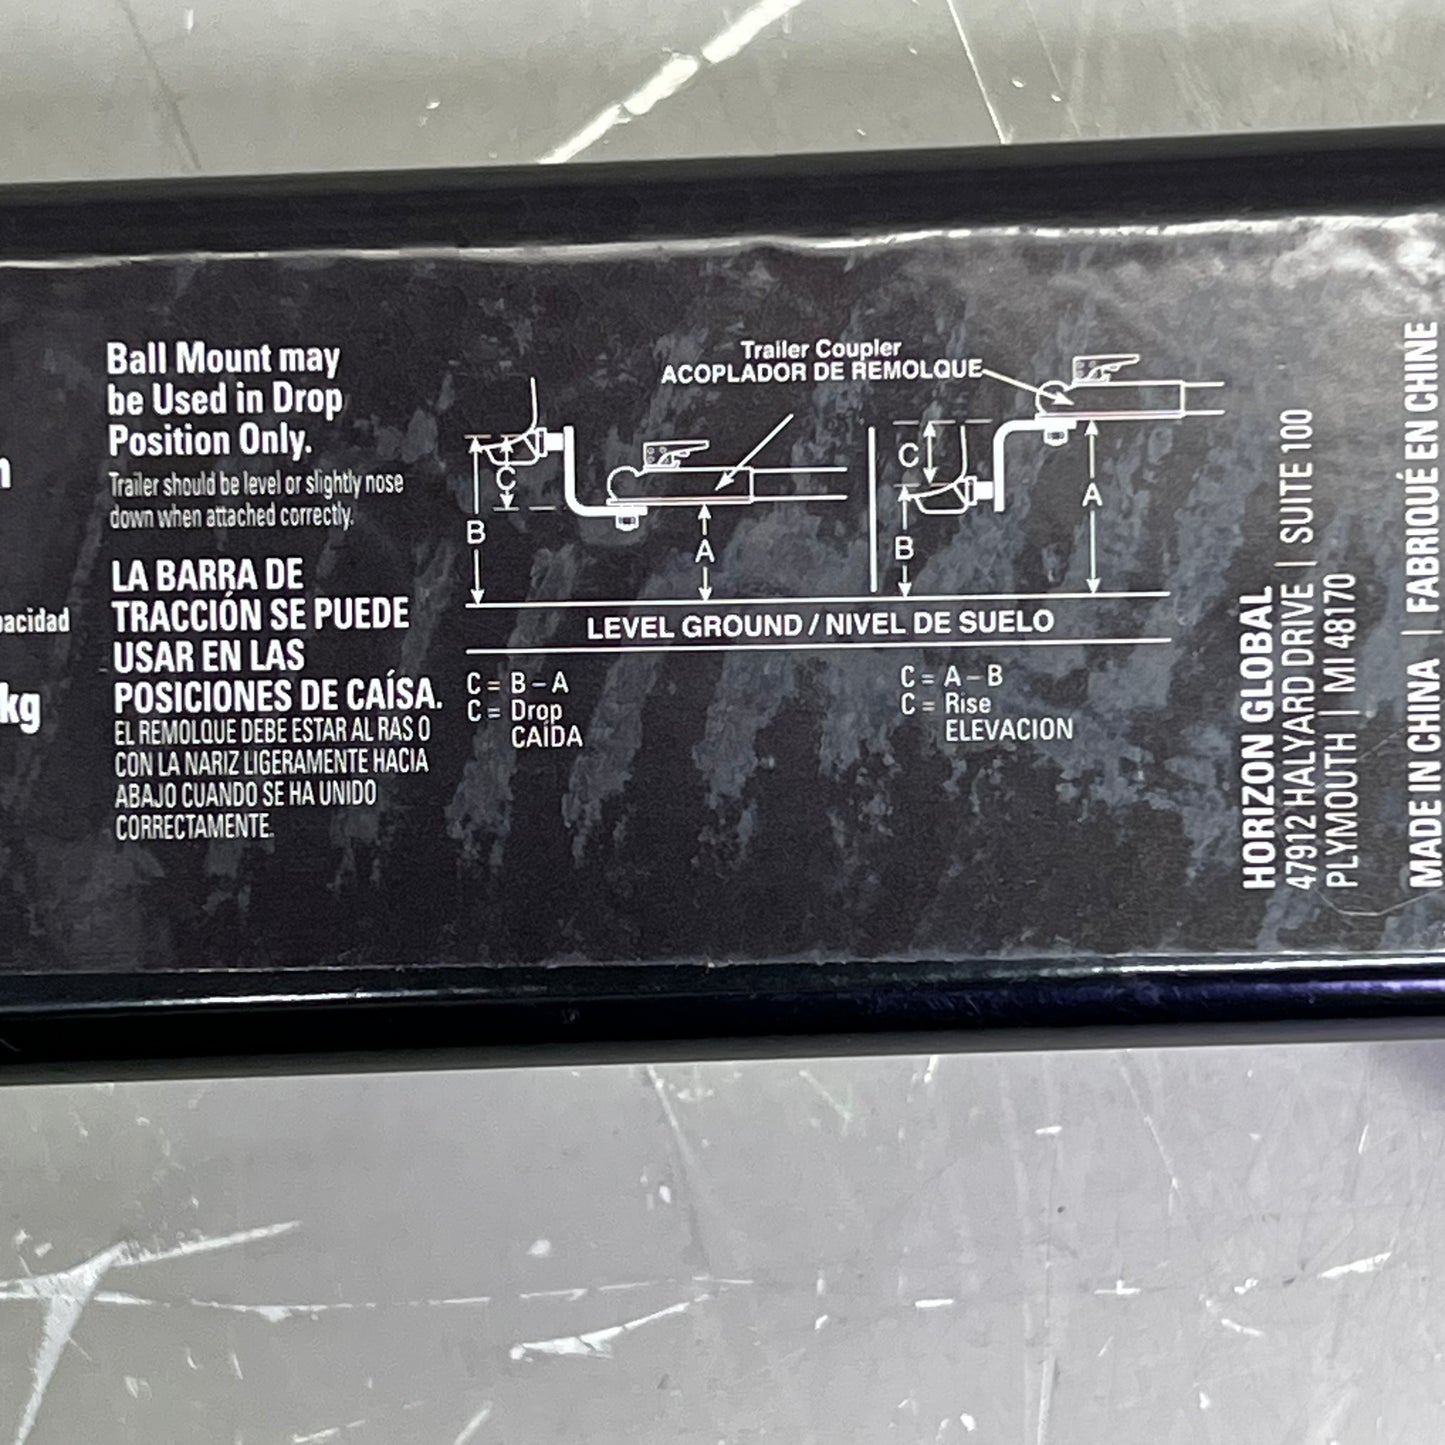 Ball Mount may
be Used in Drop
Position Only.
Trailer should be level or slightly nose
down when attached correctly.
LA BARRA DE
TRACCIÓN SE PUEDE
USAR EN LAS
POSICIONES DE CAÍSA.
EL REMOLQUE DEBE ESTAR AL RAS O
CON LA NARIZ LIGERAMENTE HACIA
ABAJO CUANDO SE HA UNIDO
CORRECTAMENTE.
pacidad
kg
Trailer Coupler
ACOPLADOR DE REMOLQUE
C
B
A
C
B
A
LEVEL GROUND / NIVEL DE SUELO
C = B – A
C = Drop
CAÍDA
C = A – B
C = Rise
ELEVACION
HORIZON GLOBAL
47912 HALYARD DRIVE | SUITE 100
PLYMOUTH | MI 48170
MADE IN CHINA | FABRIQUÉ EN CHINE